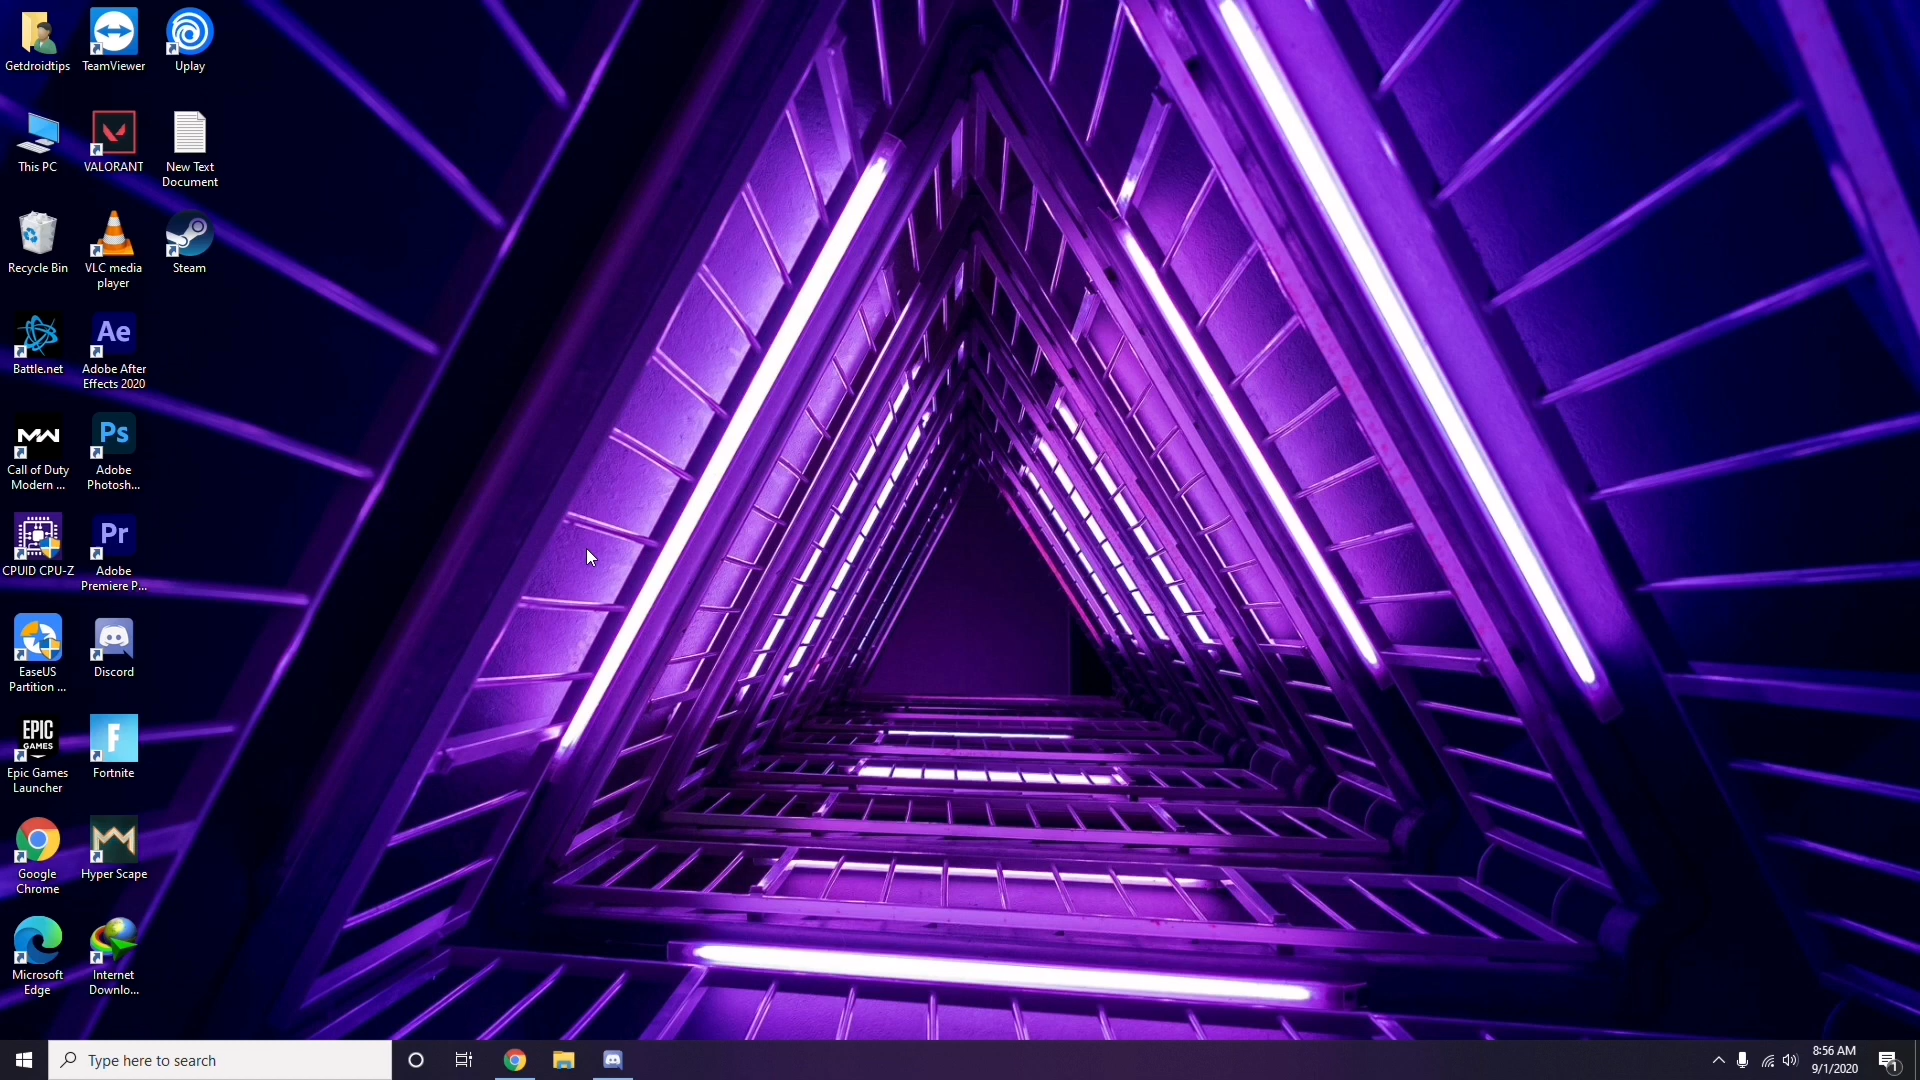 Getdroidtips
TeamViewer
Uplay
This PC
VALORANT
New Text
Document
Recycle Bin
VLC media
player
Steam
Battle.net
Ae
Adobe After
Effects 2020
MW
Call of Duty
Modern ...
Ps
Adobe
Photosh...
CPUID CPU-Z
Pr
Adobe
Premiere P...
EaseUS
Partition ...
Discord
EPIC
GAMES
Epic Games
Launcher
F
Fortnite
Google
Chrome
Hyper Scape
Microsoft
Edge
Internet
Downlo...
Type here to search
8:56 AM
9/1/2020
1